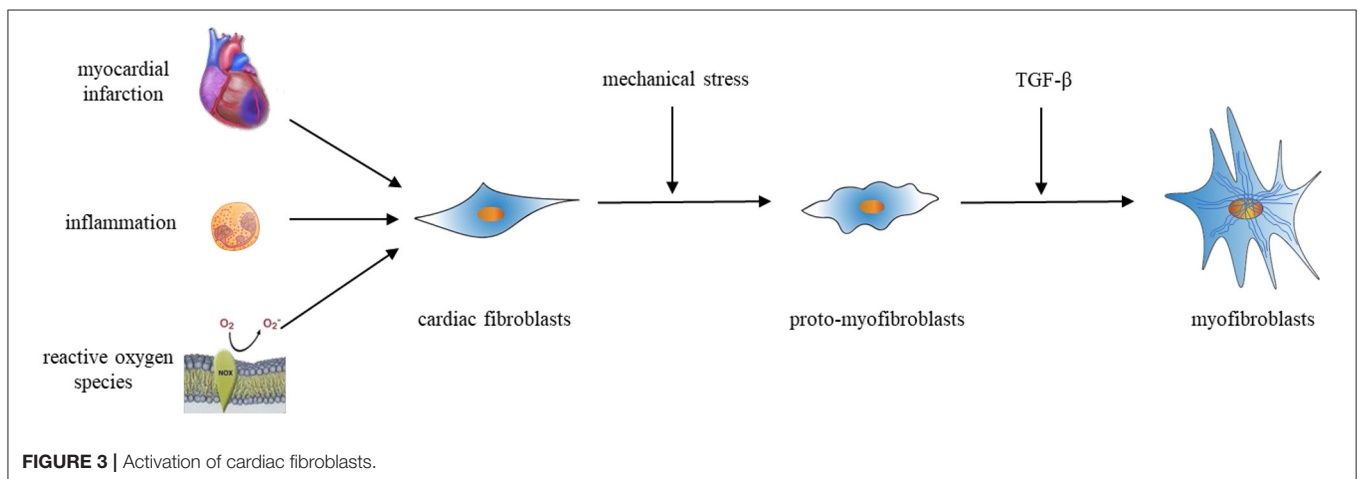 myocardial
infarction
mechanical stress
TGF-β
inflammation
O₂ O₂⁻
NOX
reactive oxygen
species
cardiac fibroblasts
proto-myofibroblasts
myofibroblasts
FIGURE 3 | Activation of cardiac fibroblasts.